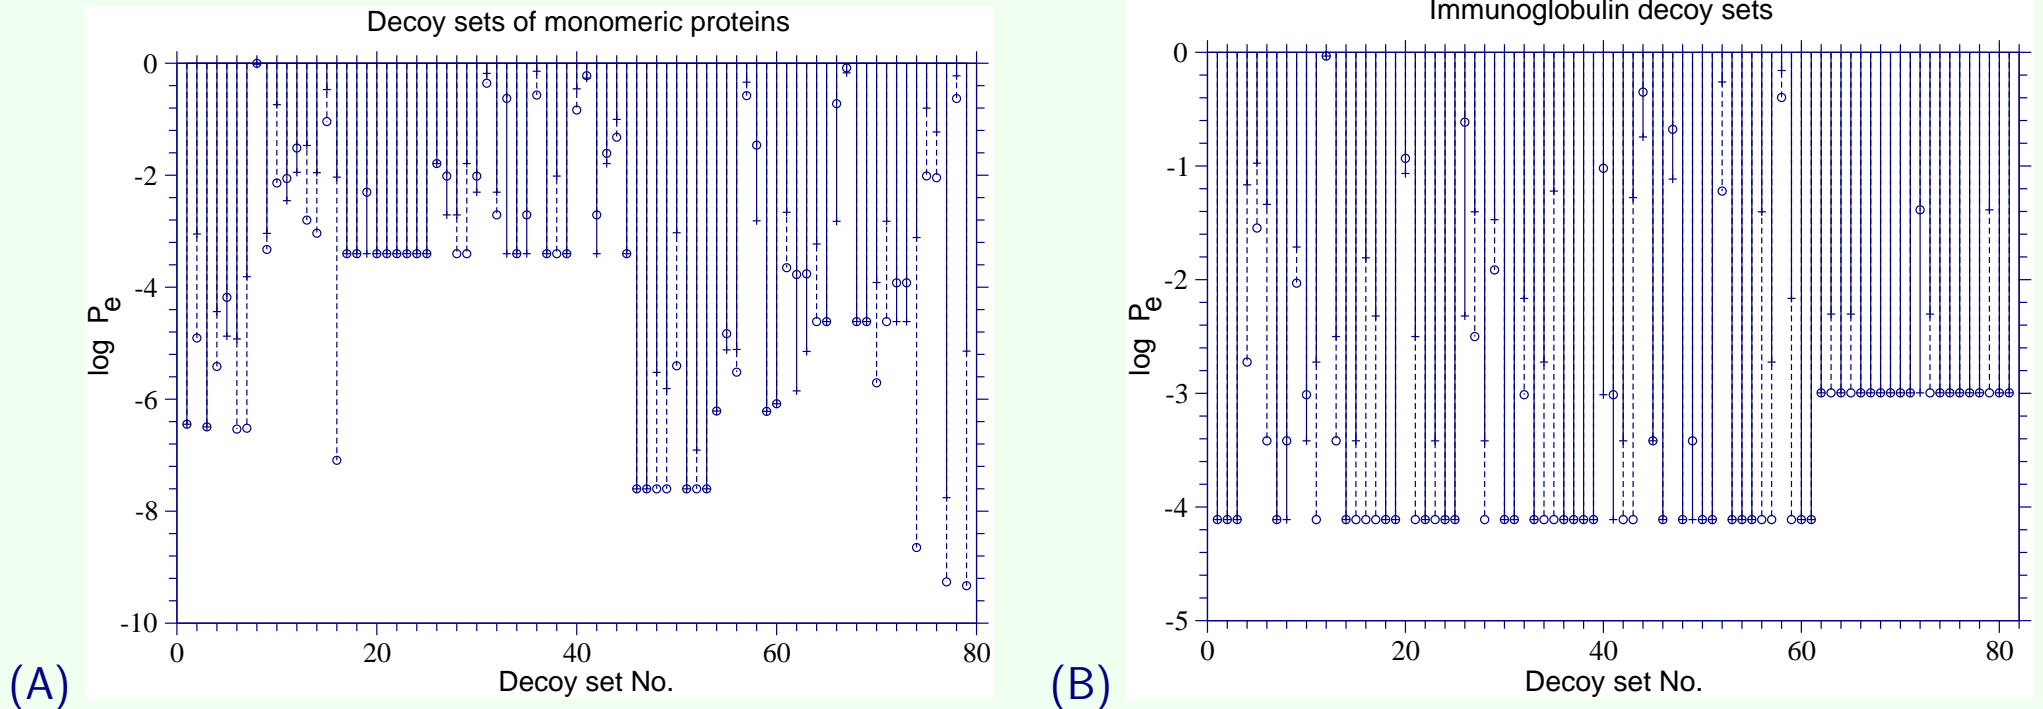 Decoy sets of monomeric proteins
0
-2
-4
-6
-8
-10
log Pe
0 20 40 60 80
Decoy set No.
(A)
Immunoglobulin decoy sets
0
-1
-2
-3
-4
-5
log Pe
0 20 40 60 80
Decoy set No.
(B)